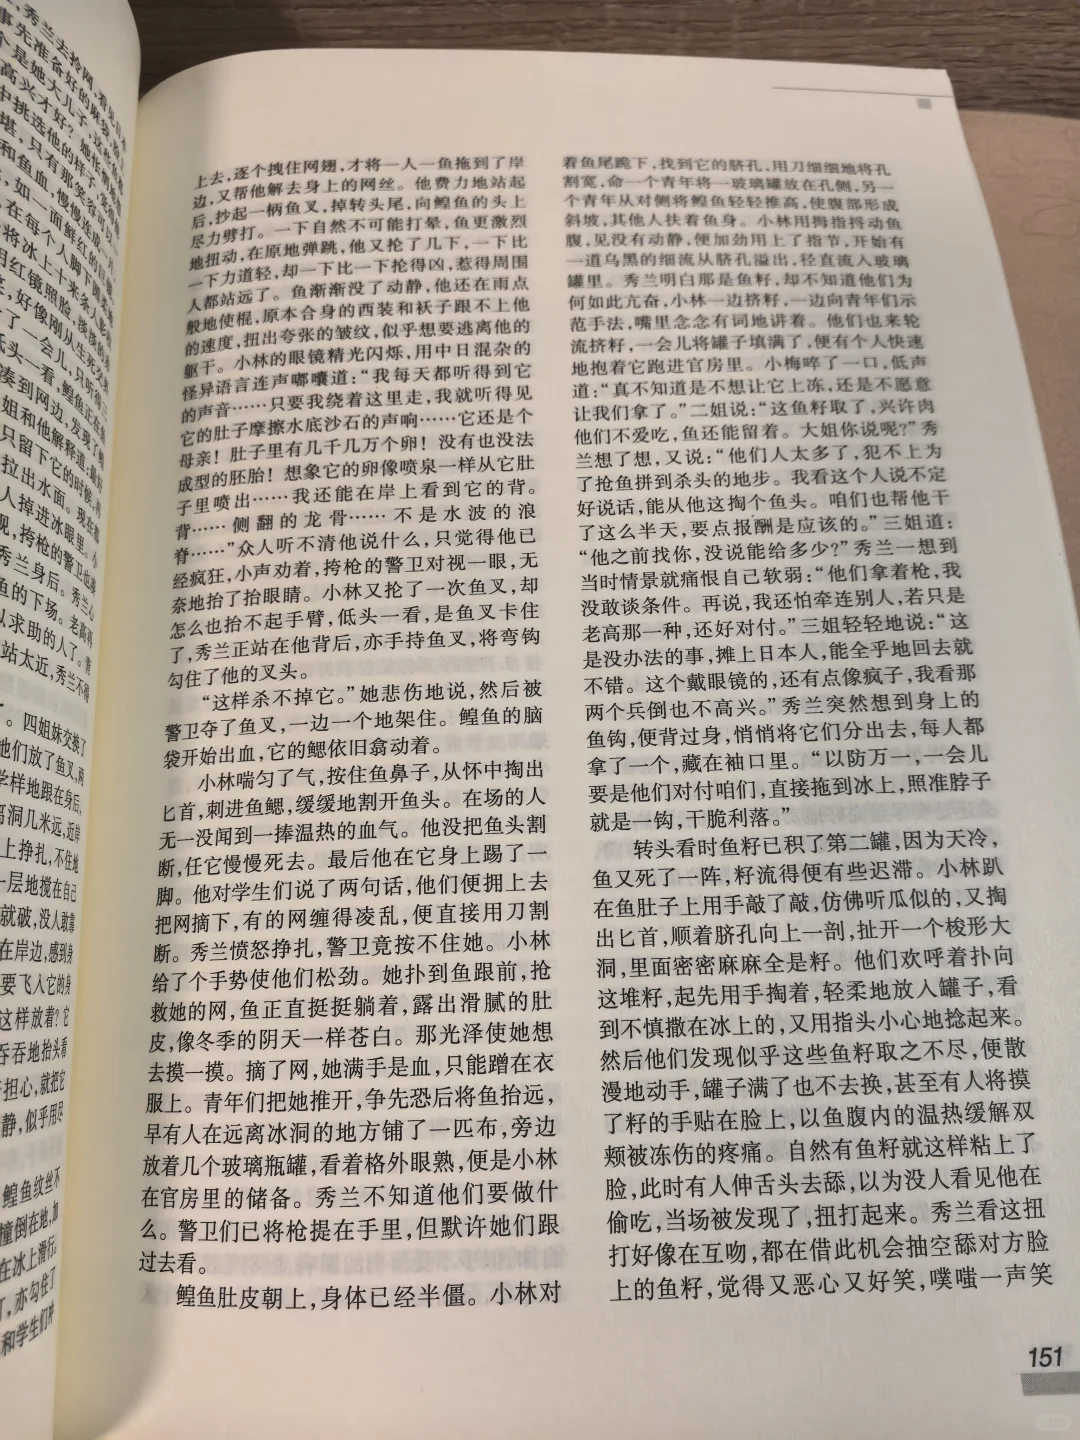 上去,逐个拽住网翅,才将一人一鱼拖到了岸
边,又帮他解去身上的网丝。他费力地站起
后,抄起一柄鱼叉,掉转头尾,向鳇鱼的头上
尽力劈打。一下自然不可能打晕,鱼更激烈
地扭动,在原地弹跳,他又抡了几下,一下比
一下力道轻,却一下比一下抡得凶,惹得周围
人都站远了。鱼渐渐没了动静,他还在雨点
般地使棍,原本合身的西装和袄子跟不上他
的速度,扭出夸张的皱纹,似乎想要逃离他的
躯干。小林的眼镜精光闪烁,用中日混杂的
怪异语言连声嘟囔道:“我每天都听得到它
的声音……只要我绕着这里走,我就听得见
它的肚子摩擦水底沙石的声响……它还是个
母亲!肚子里有几千几万个卵!没有也没法
成型的胚胎!想象它的卵像喷泉一样从它肚
子里喷出……我还能在岸上看到它的背。
背……侧翻的龙骨……不是水波的浪
脊……”众人听不清他说什么,只觉得他已
经疯狂,小声劝着,挎枪的警卫对视一眼,无
奈地抬了抬眼睛。小林又抡了一次鱼叉,却
怎么也抬不起手臂,低头一看,是鱼叉卡住
了,秀兰正站在他背后,亦手持鱼叉,将弯钩
勾住了他的叉头。
“这样杀不掉它。”她悲伤地说,然后被
警卫夺了鱼叉,一边一个地架住。鳇鱼的脑
袋开始出血,它的鳃依旧翕动着。
小林喘匀了气,按住鱼鼻子,从怀中掏出
匕首,刺进鱼鳃,缓缓地割开鱼头。在场的人
无一没闻到一捧温热的血气。他没把鱼头割
断,任它慢慢死去。最后他在它身上踢了一
脚。他对学生们说了两句话,他们便拥上去
把网摘下,有的网缠得凌乱,便直接用刀割
断。秀兰愤怒挣扎,警卫竟按不住她。小林
给了个手势使他们松劲。她扑到鱼跟前,抢
救她的网,鱼正直挺挺躺着,露出滑腻的肚
皮,像冬季的阴天一样苍白。那光泽使她想
去摸一摸。摘了网,她满手是血,只能蹭在衣
服上。青年们把她推开,争先恐后将鱼抬远,
早有人在远离冰洞的地方铺了一匹布,旁边
放着几个玻璃瓶罐,看着格外眼熟,便是小林
在官房里的储备。秀兰不知道他们要做什
么。警卫们已将枪提在手里,但默许她们跟
过去看。
鳇鱼肚皮朝上,身体已经半僵。小林对
着鱼尾跪下,找到它的脐孔,用刀细细地将孔
割宽,命一个青年将一玻璃罐放在孔侧,另一
个青年从对侧将鳇鱼轻轻推高,使腹部形成
斜坡,其他人扶着鱼身。小林用拇指捋动鱼
腹,见没有动静,便加劲用上了指节,开始有
一道乌黑的细流从脐孔溢出,径直流入玻璃
罐里。秀兰明白那是鱼籽,却不知道他们为
何如此亢奋,小林一边挤籽,一边向青年们示
范手法,嘴里念念有词地讲着。他们也来轮
流挤籽,一会儿将罐子填满了,便有个人快速
地抱着它跑进官房里。小梅啐了一口,低声
道:“真不知道是不想让它上冻,还是不愿意
让我们拿了。”二姐说:“这鱼籽取了,兴许肉
他们不爱吃,鱼还能留着。大姐你说呢?”秀
兰想了想,又说:“他们人太多了,犯不上为
了抢鱼拼到杀头的地步。我看这个人说不定
好说话,能从他这掏个鱼头。咱们也帮他干
了这么半天,要点报酬是应该的。”三姐道:
“他之前找你,没说能给多少?”秀兰一想到
当时情景就痛恨自己软弱:“他们拿着枪,我
没敢谈条件。再说,我还怕牵连别人,若只是
老高那一种,还好对付。”三姐轻轻地说:“这
是没办法的事,摊上日本人,能全乎地回去就
不错。这个戴眼镜的,还有点像疯子,我看那
两个兵倒也不高兴。”秀兰突然想到身上的
鱼钩,便背过身,悄悄将它们分出去,每人都
拿了一个,藏在袖口里。“以防万一,一会儿
要是他们对付咱们,直接拖到冰上,照准脖子
就是一钩,干脆利落。”
转头看时鱼籽已积了第二罐,因为天冷,
鱼又死了一阵,籽流得便有些迟滞。小林趴
在鱼肚子上用手敲了敲,仿佛听瓜似的,又掏
出匕首,顺着脐孔向上一剖,扯开一个梭形大
洞,里面密密麻麻全是籽。他们欢呼着扑向
这堆籽,起先用手掏着,轻柔地放入罐子,看
到不慎撒在冰上的,又用指头小心地捻起来。
然后他们发现似乎这些鱼籽取之不尽,便散
漫地动手,罐子满了也不去换,甚至有人将摸
了籽的手贴在脸上,以鱼腹内的温热缓解双
颊被冻伤的疼痛。自然有鱼籽就这样粘上了
脸,此时有人伸舌头去舔,以为没人看见他在
偷吃,当场被发现了,扭打起来。秀兰看这扭
打好像在互吻,都在借此机会抽空舔对方脸
上的鱼籽,觉得又恶心又好笑,噗嗤一声笑
151